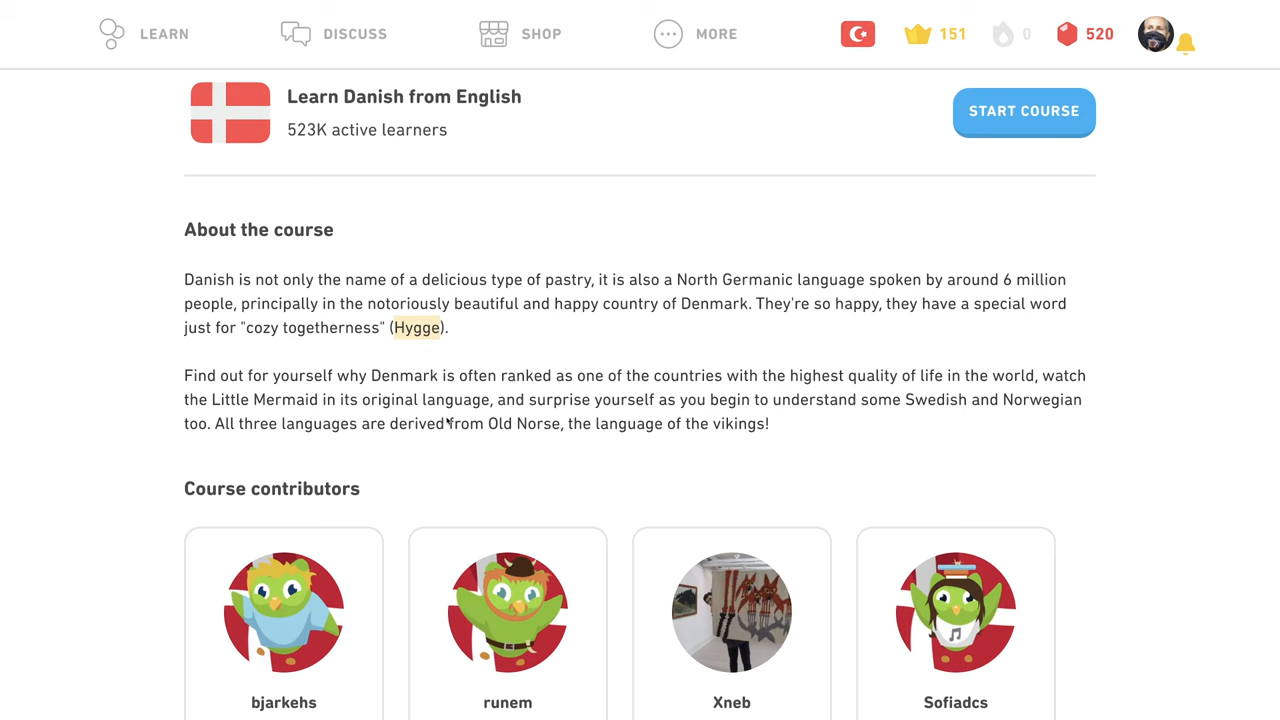 LEARN DISCUSS SHOP MORE 151 0 520
Learn Danish from English
523K active learners
START COURSE
About the course
Danish is not only the name of a delicious type of pastry, it is also a North Germanic language spoken by around 6 million
people, principally in the notoriously beautiful and happy country of Denmark. They're so happy, they have a special word
just for "cozy togetherness" (Hygge).
Find out for yourself why Denmark is often ranked as one of the countries with the highest quality of life in the world, watch
the Little Mermaid in its original language, and surprise yourself as you begin to understand some Swedish and Norwegian
too. All three languages are derived from Old Norse, the language of the vikings!
Course contributors
bjarkehs runem Xneb Sofiadcs